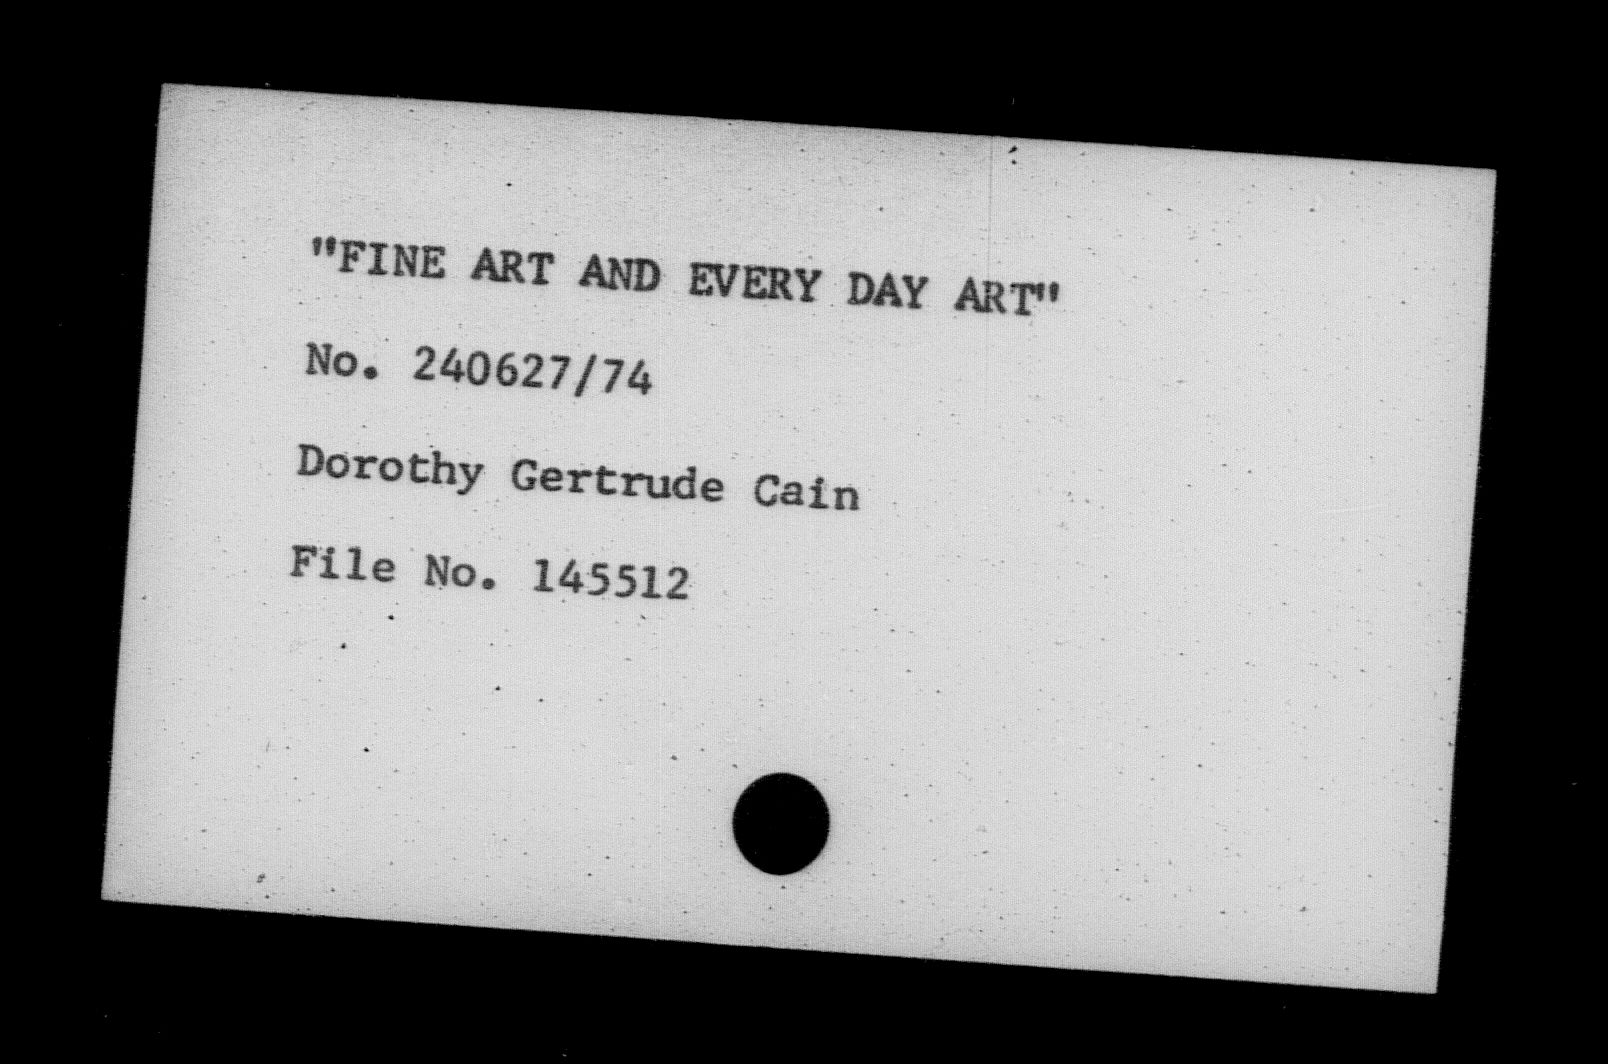 "FINE ART AND EVERY DAY ART"
No. 240627/74
Dorothy Gertrude Cain
File No. 145512